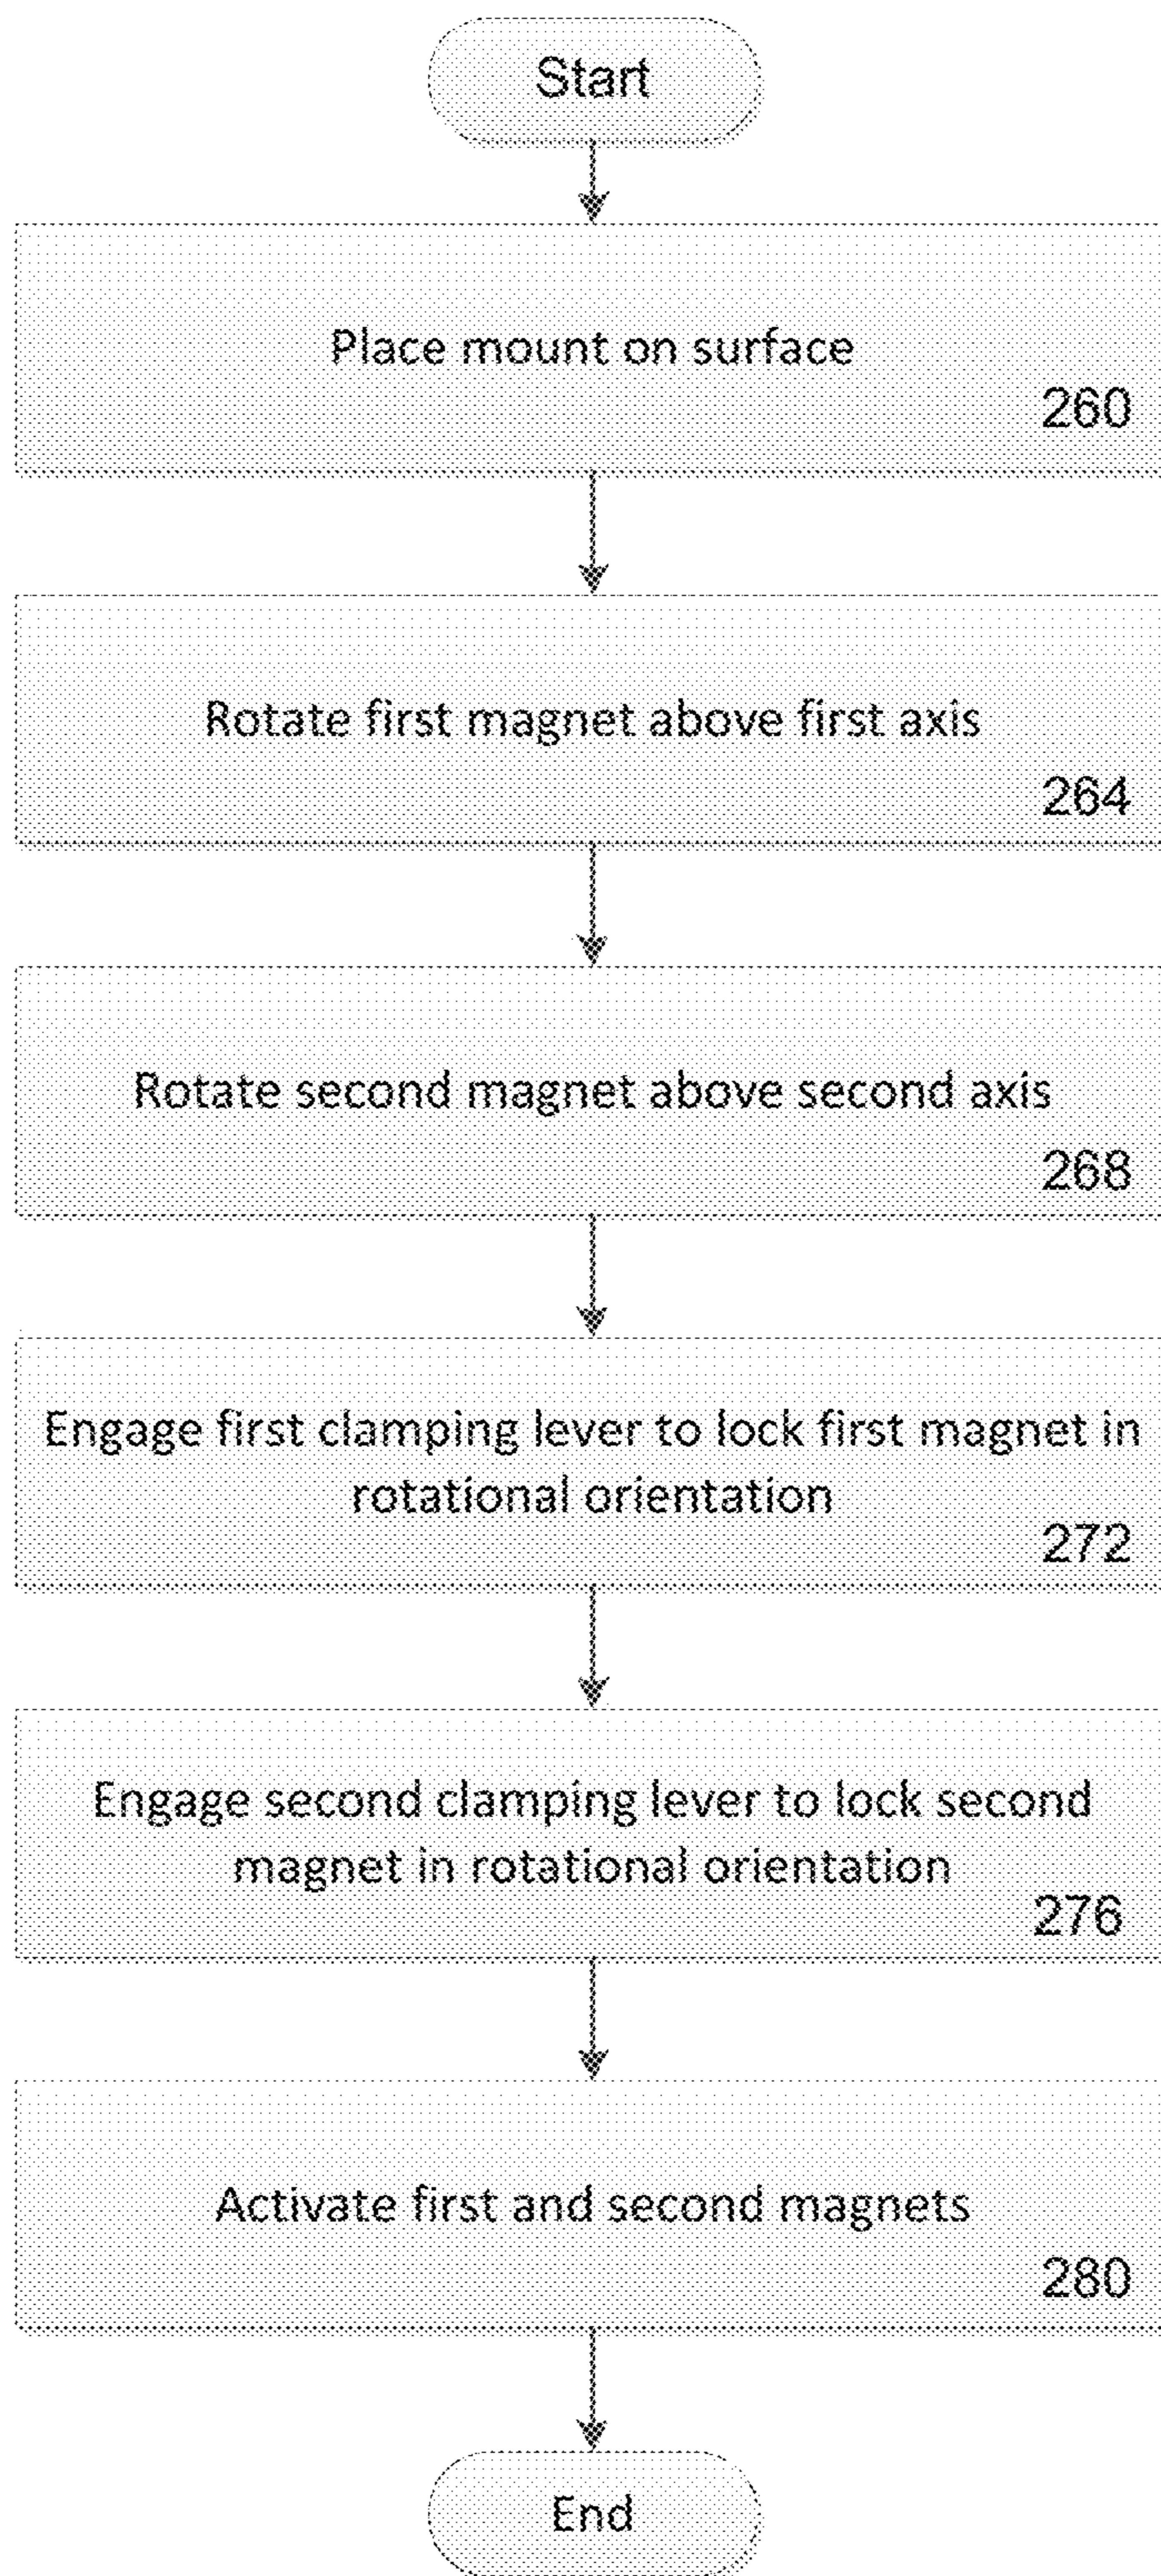 Start
Place mount on surface
260
Rotate first magnet above first axis
264
Rotate second magnet above second axis
268
Engage first clamping lever to lock first magnet in
rotational orientation
272
Engage second clamping lever to lock second
magnet in rotational orientation
276
Activate first and second magnets
280
End